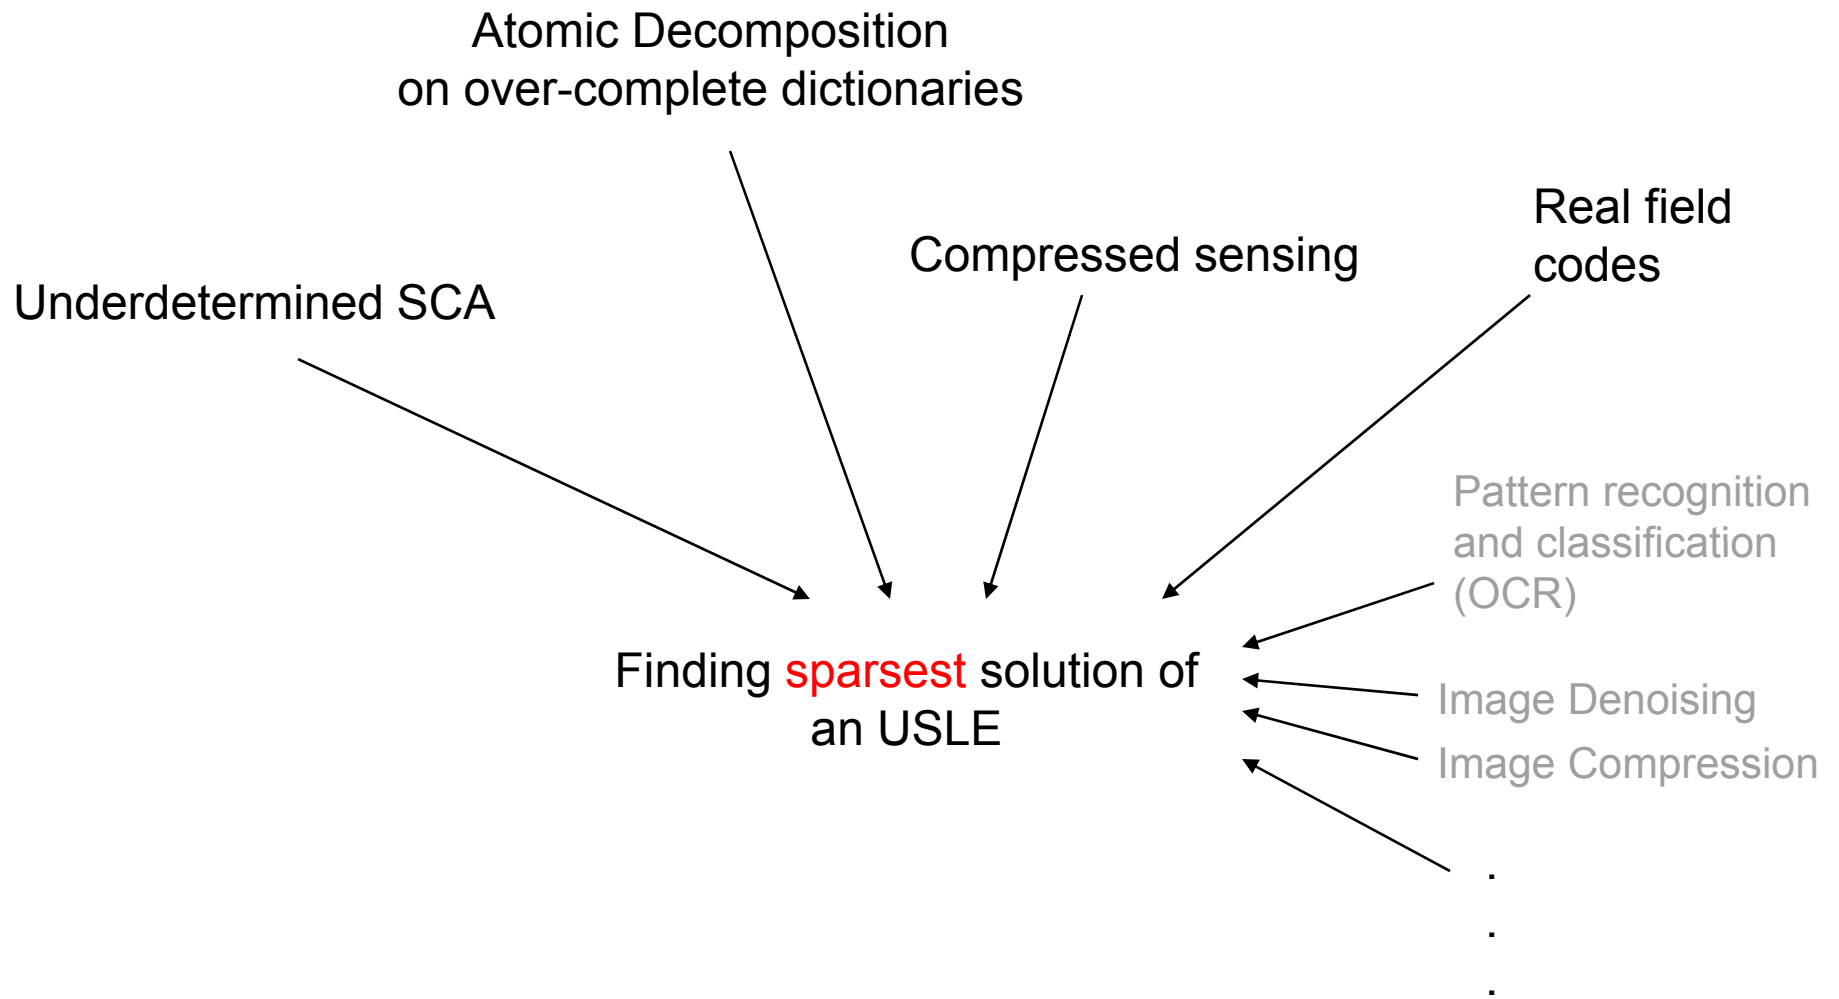 Atomic Decomposition
on over-complete dictionaries
Real field
codes
Compressed sensing
Underdetermined SCA
Pattern recognition
and classification
(OCR)
Finding sparsest solution of
an USLE
Image Denoising
Image Compression
.
.
.